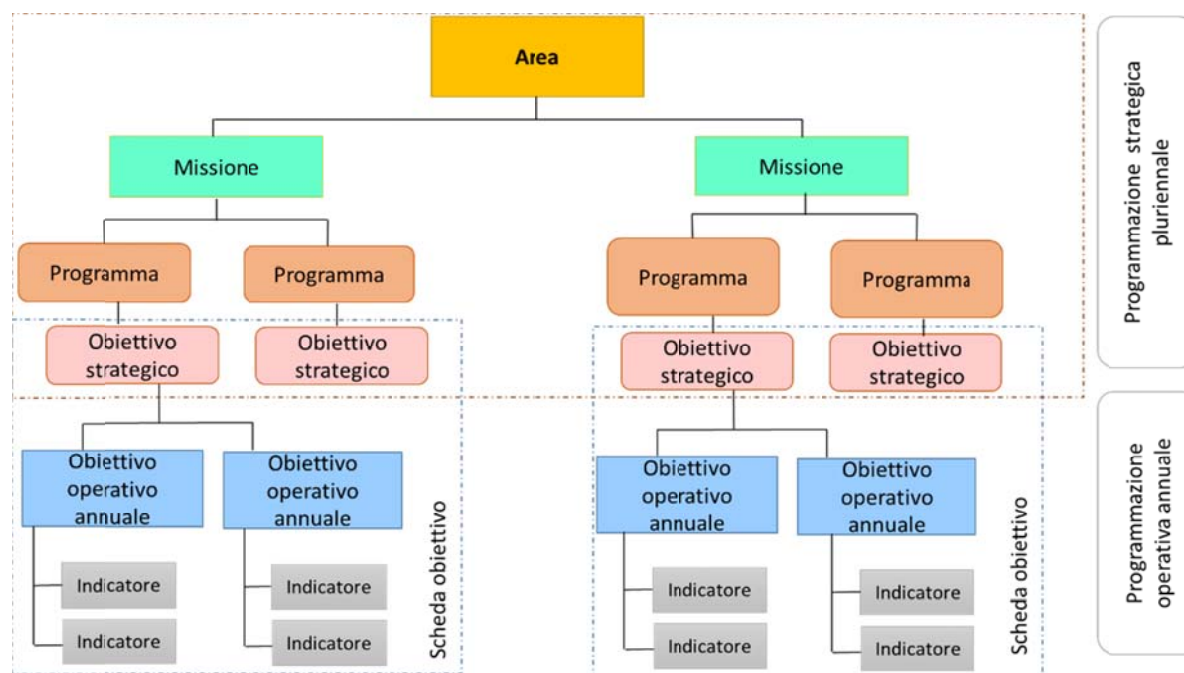 Area
Missione
Missione
Programma
Programma
Programma
Programma
Obiettivo
strategico
Obiettivo
strategico
Obiettivo
strategico
Obiettivo
strategico
Obiettivo
operativo
annuale
Obiettivo
operativo
annuale
Obiettivo
operativo
annuale
Obiettivo
operativo
annuale
Indicatore
Indicatore
Indicatore
Indicatore
Indicatore
Indicatore
Indicatore
Indicatore
Scheda obiettivo
Scheda obiettivo
Programmazione strategica
pluriennale
Programmazione
operativa annuale